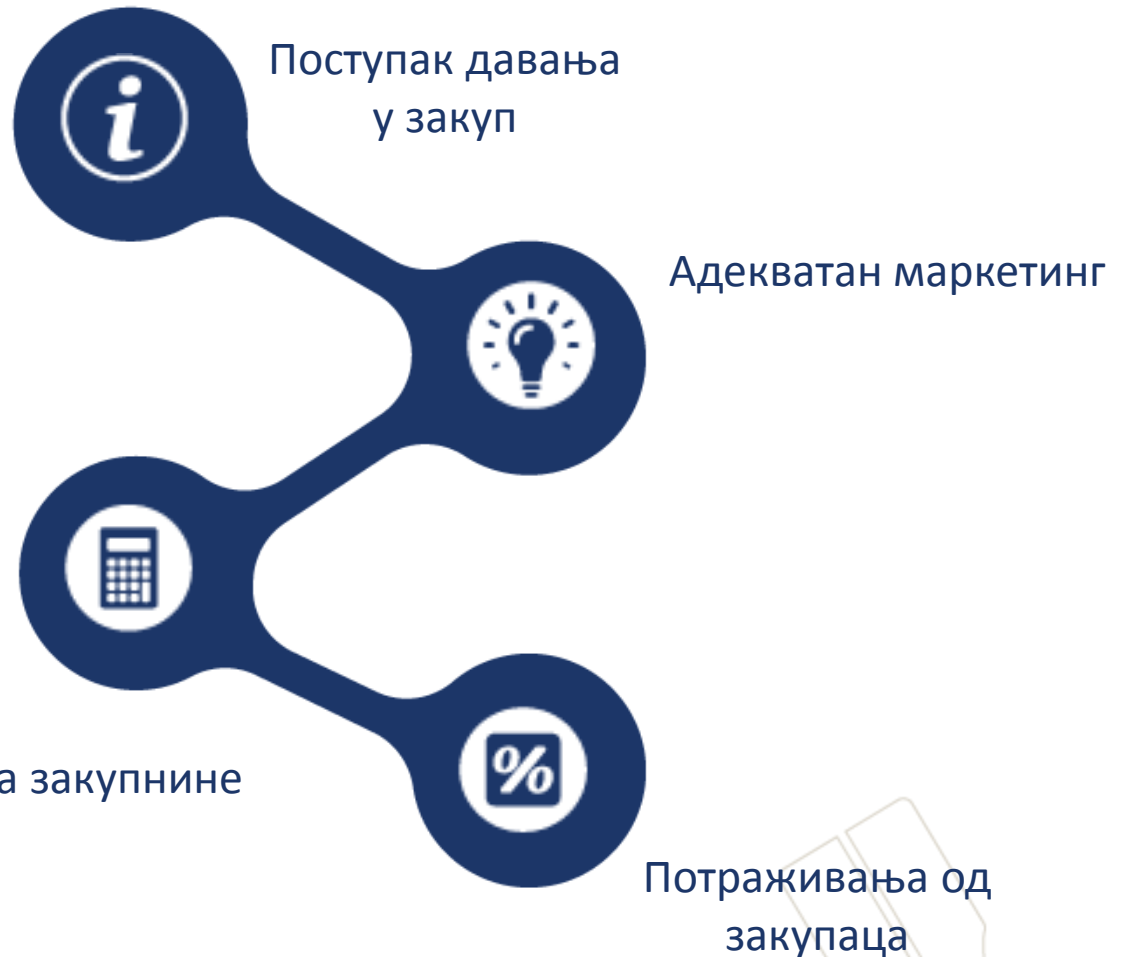 Поступак давања
у закуп
Адекватан маркетинг
закупнине
Потраживања од
закупаца